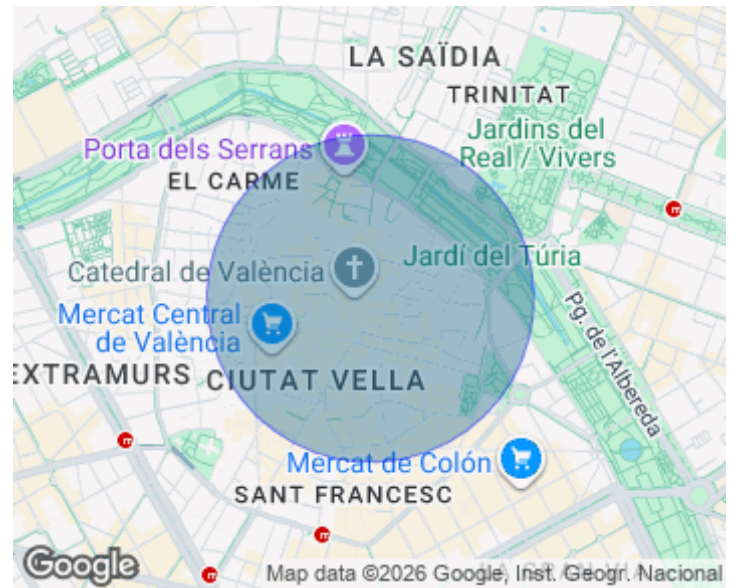 LA SAÏDIA
TRINITAT
Jardins del
Real / Vivers
Porta dels Serrans
EL CARME
Jardí del Túria
Catedral de València
Mercat Central
de València
Pg. de l'Albereda
EXTRAMURS
CIUTAT VELLA
Mercat de Colón
SANT FRANCESC
Google
Map data ©2026 Google, Inst. Geogr. Nacional